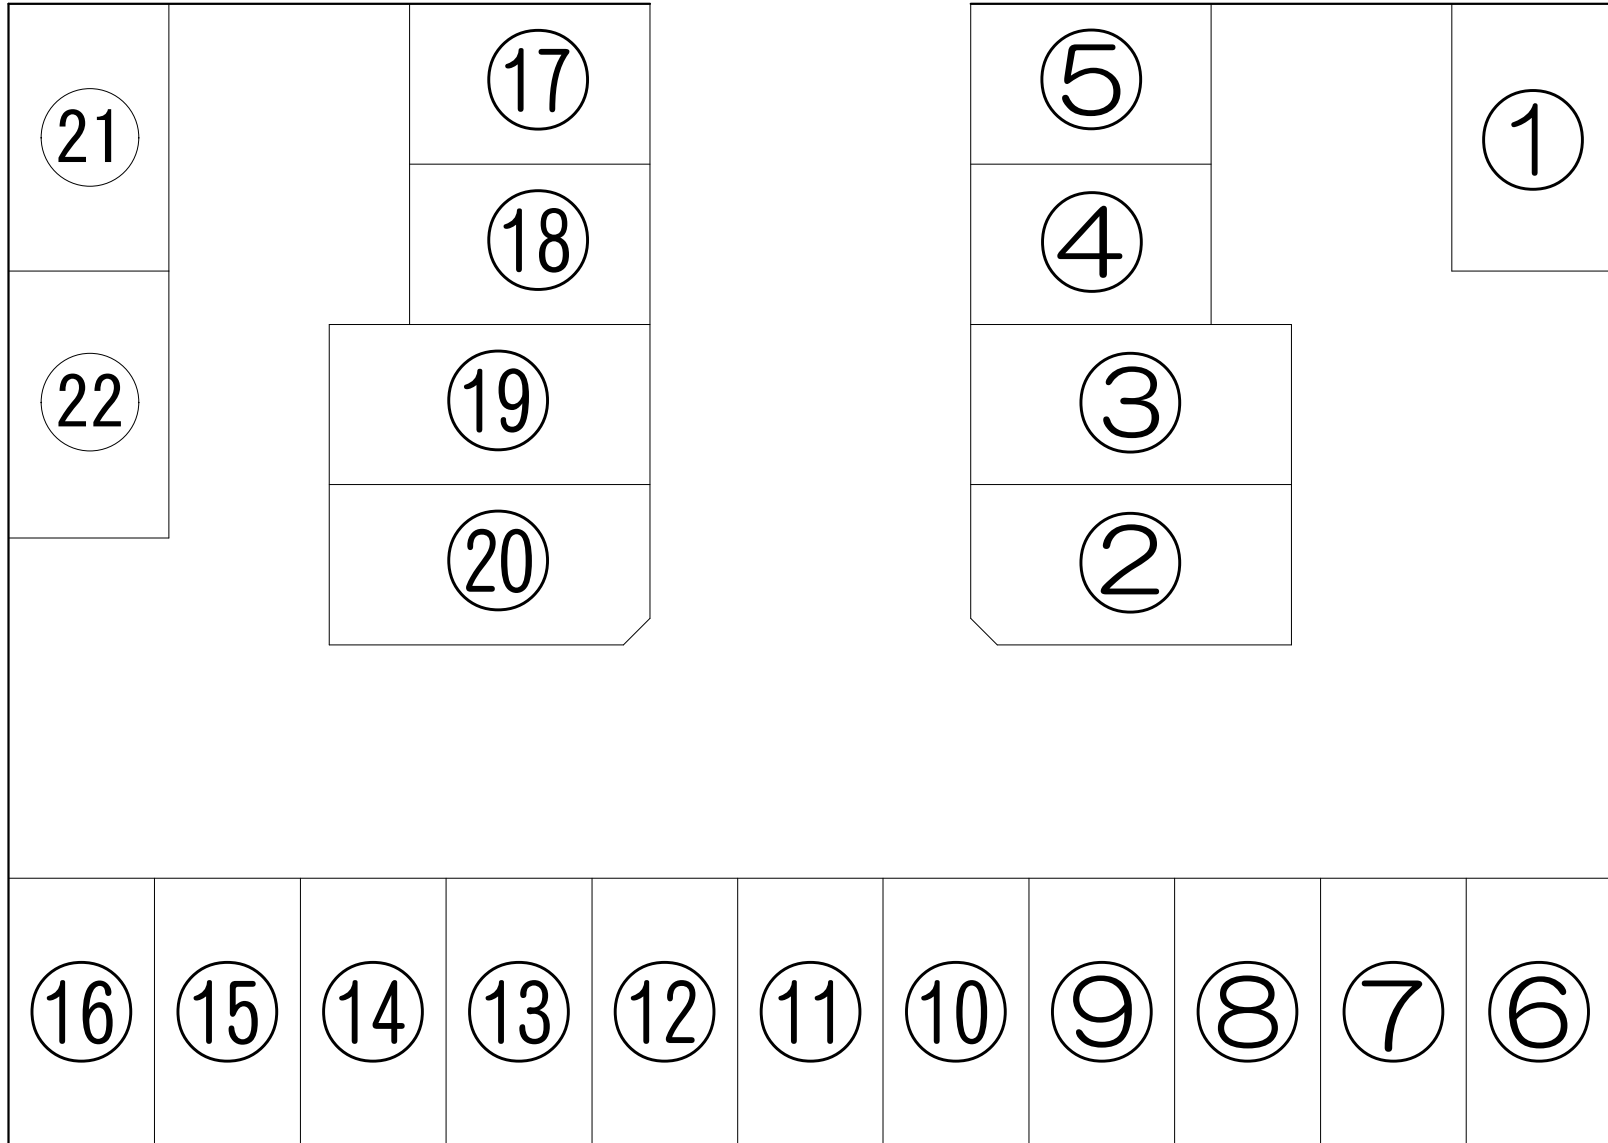 ⑰ ⑤
㉑ ①
⑱ ④
㉒ ⑲ ③
⑳ ②
⑯ ⑮ ⑭ ⑬ ⑫ ⑪ ⑩ ⑨ ⑧ ⑦ ⑥